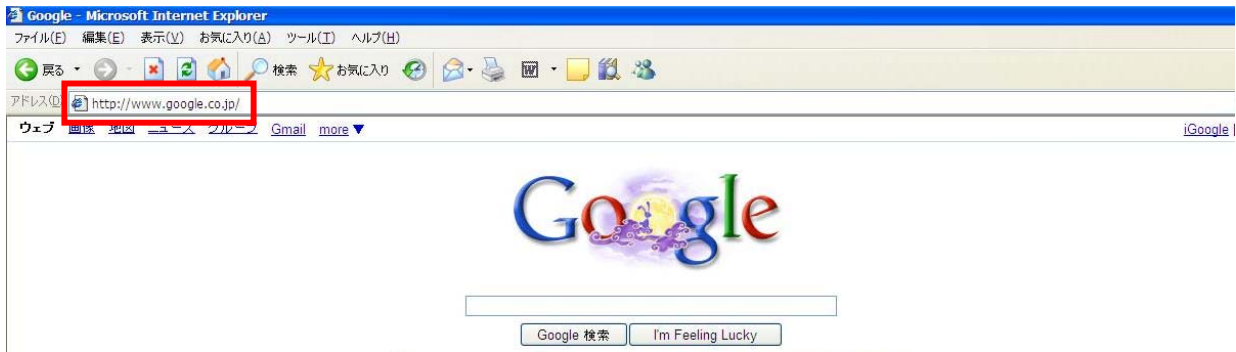 Google - Microsoft Internet Explorer
ファイル(F) 編集(E) 表示(V) お気に入り(A) ツール(T) ヘルプ(H)
戻る 検索 お気に入り
アドレス(D) http://www.google.co.jp/
ウェブ 画像 地図 ニュース グループ Gmail more ▼ iGoogle |
Google
Google 検索 I'm Feeling Lucky